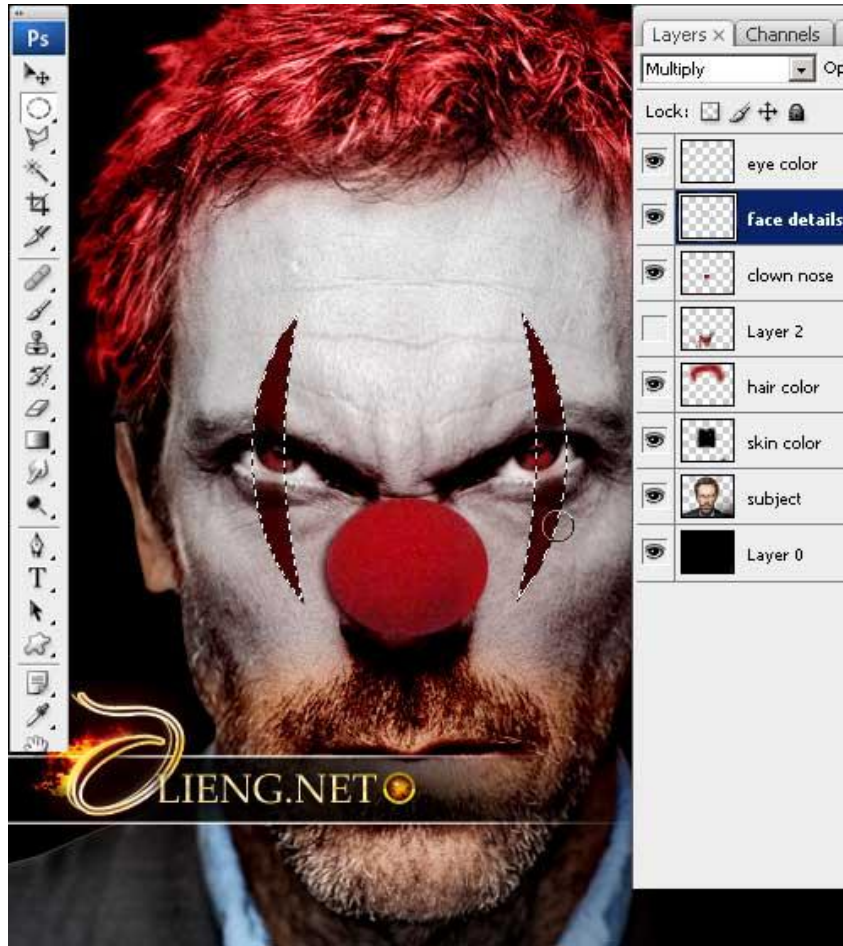 Ps
Layers × Channels
Multiply Op
Lock:
eye color
face details
clown nose
Layer 2
hair color
skin color
subject
Layer 0
T
LIENG.NET